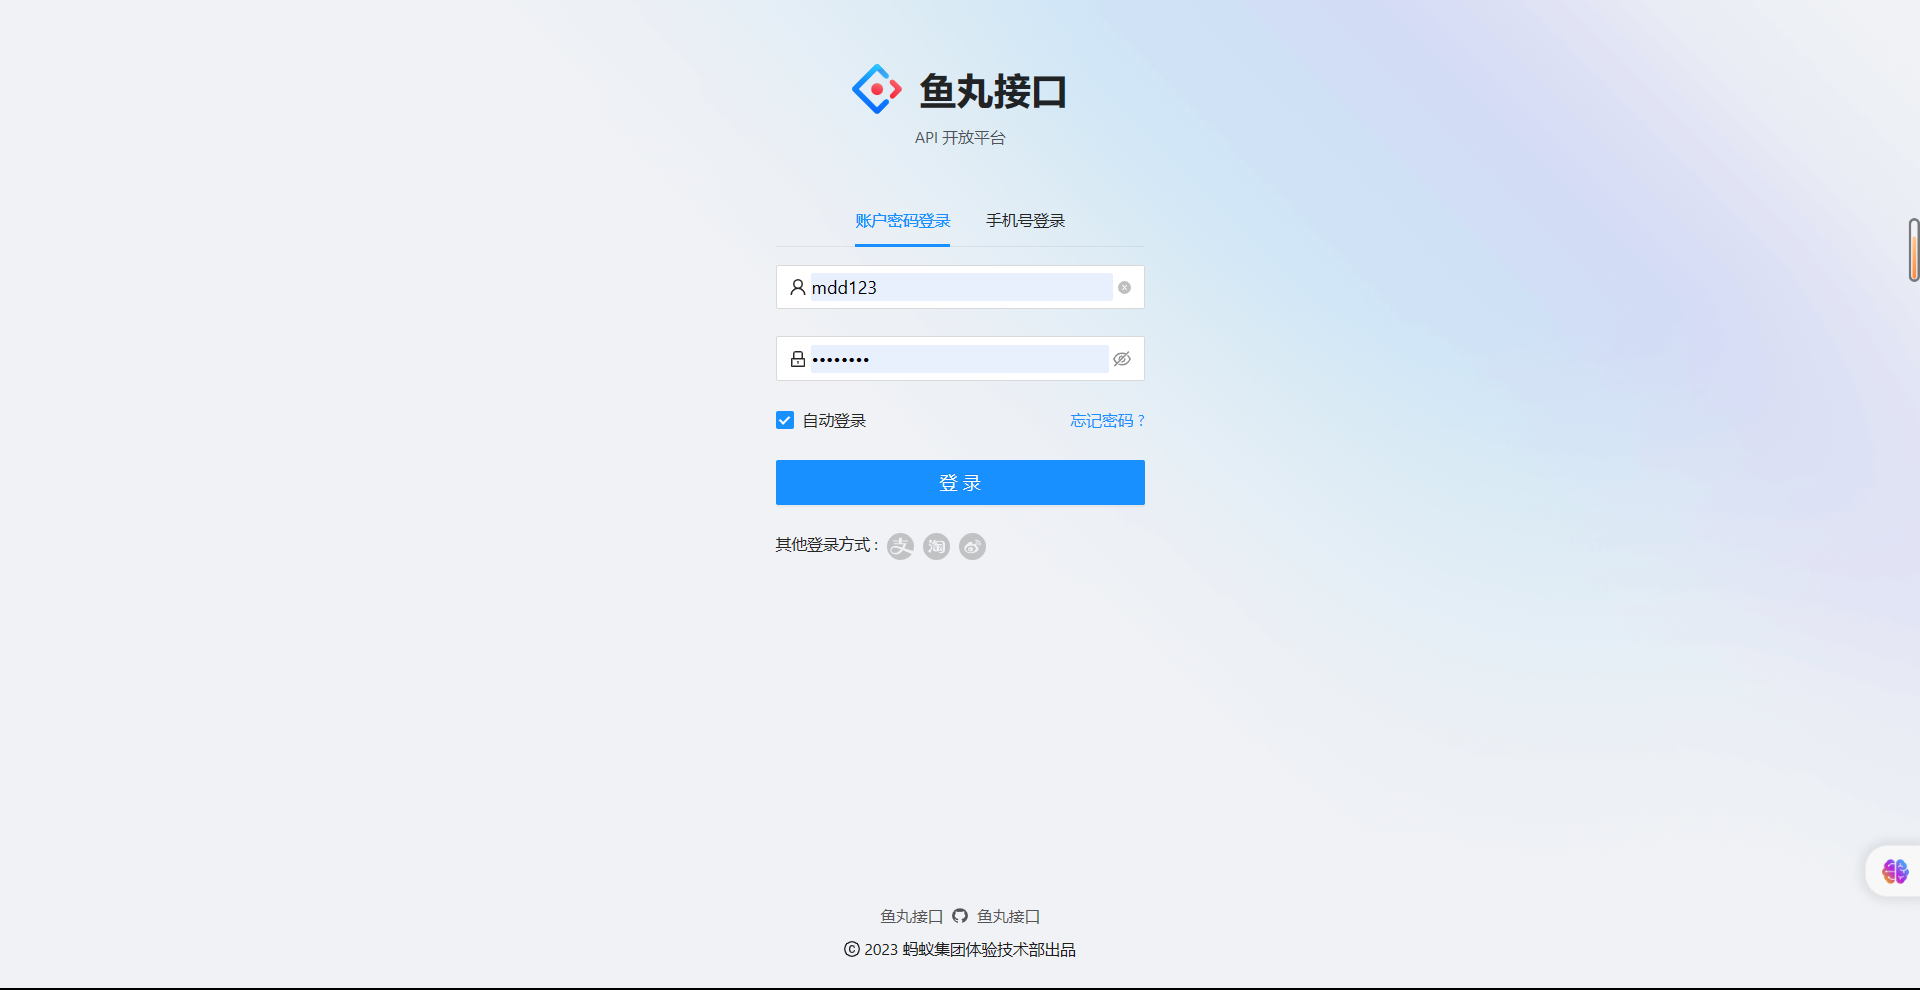 鱼丸接口
API 开放平台
账户密码登录 手机号登录
mdd123
••••••••
自动登录 忘记密码 ?
登 录
其他登录方式 : 支 淘
鱼丸接口 鱼丸接口
© 2023 蚂蚁集团体验技术部出品